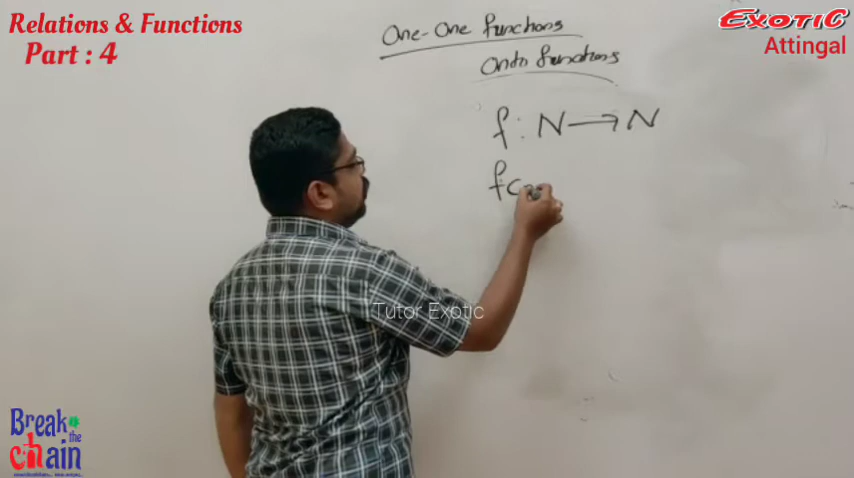 Relations & Functions
Part : 4
EXOTIC
Attingal
One-One functions
Onto functions
f : N → N
f(
Tutor Exotic
Break
the
chain